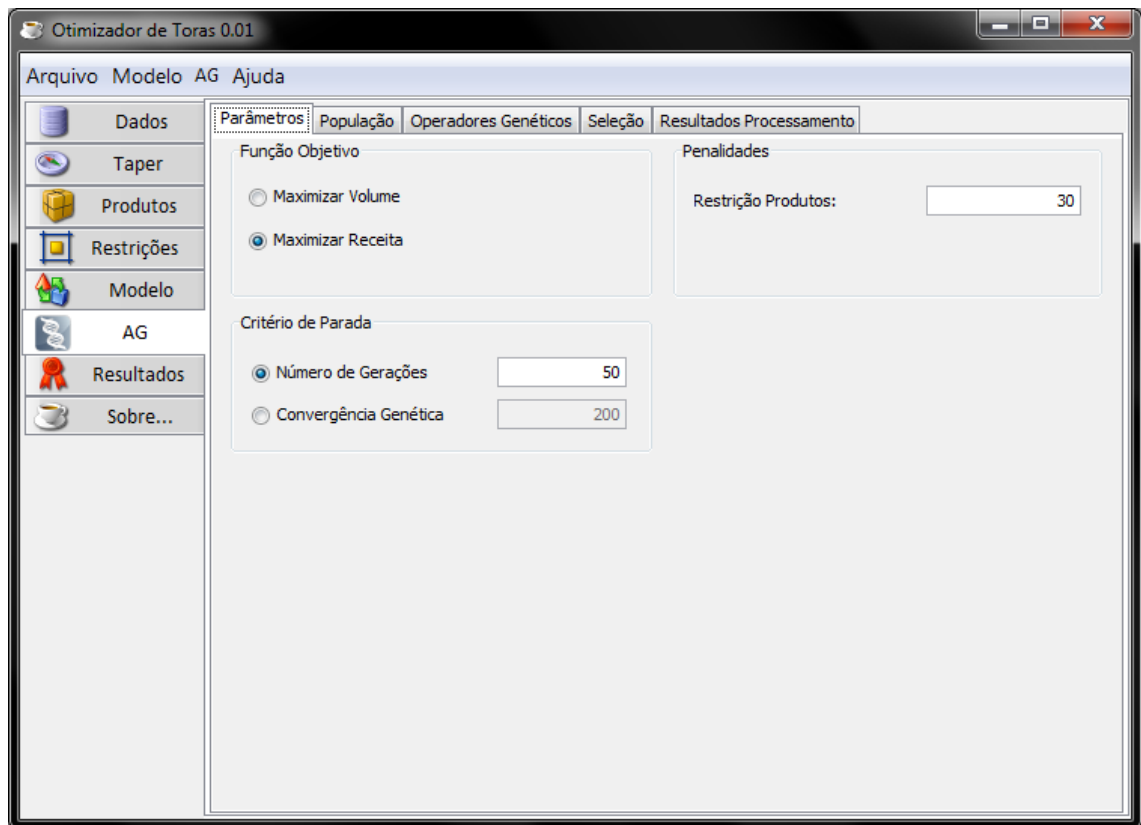 Otimizador de Toras 0.01
Arquivo Modelo AG Ajuda
Dados
Taper
Produtos
Restrições
Modelo
AG
Resultados
Sobre...
Parâmetros População Operadores Genéticos Seleção Resultados Processamento
Função Objetivo
Maximizar Volume
Maximizar Receita
Penalidades
Restrição Produtos: 30
Critério de Parada
Número de Gerações 50
Convergência Genética 200